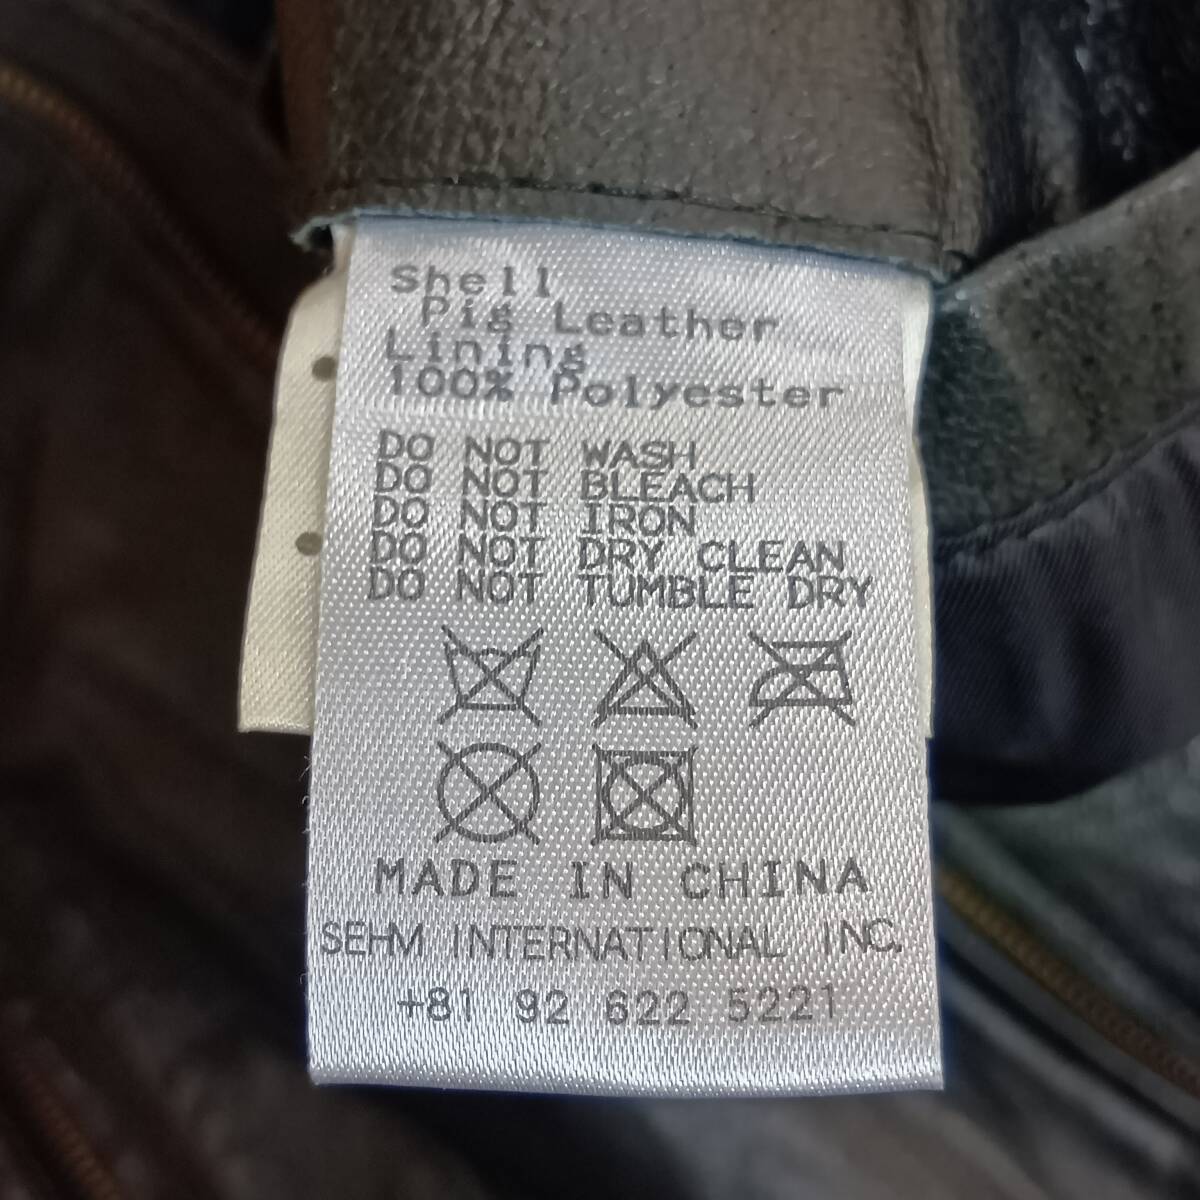 Shell
Pig Leather
Lining
100% Polyester
DO NOT WASH
DO NOT BLEACH
DO NOT IRON
DO NOT DRY CLEAN
DO NOT TUMBLE DRY
MADE IN CHINA
SEHM INTERNATIONAL INC.
+81 92 622 5221